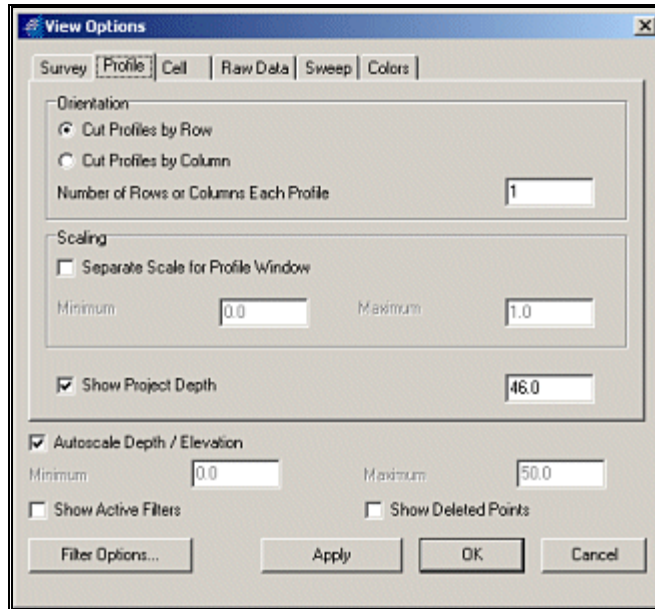 View Options
Survey Profile Cell Raw Data Sweep Colors
Orientation
Cut Profiles by Row
Cut Profiles by Column
Number of Rows or Columns Each Profile 1
Scaling
Separate Scale for Profile Window
Minimum 0.0 Maximum 1.0
Show Project Depth 46.0
Autoscale Depth / Elevation
Minimum 0.0 Maximum 50.0
Show Active Filters Show Deleted Points
Filter Options... Apply OK Cancel